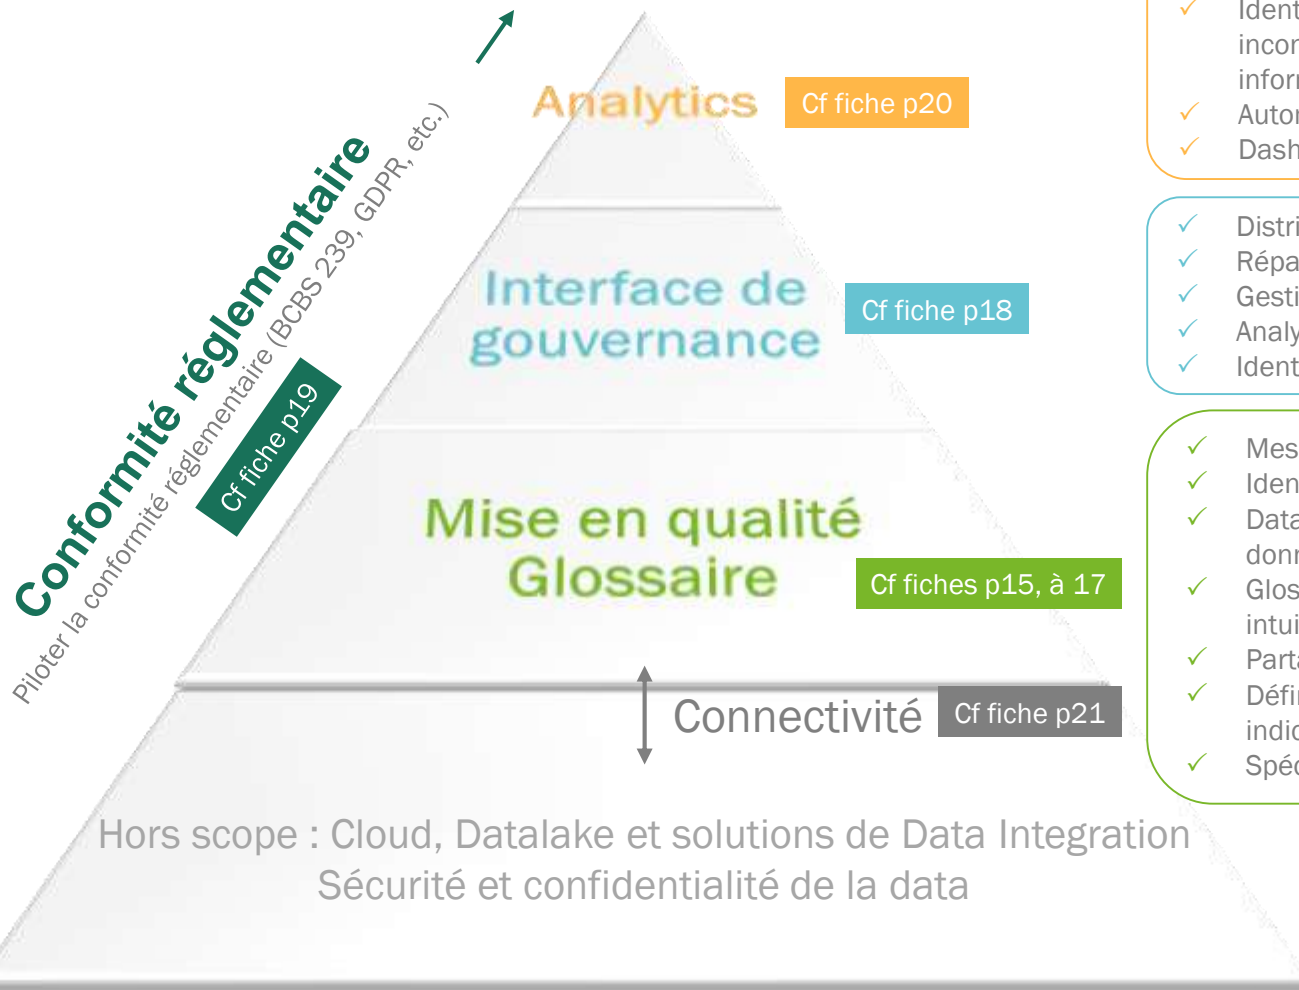 Analytics
Cf fiche p20
Interface de
gouvernance
Cf fiche p18
Mise en qualité
Glossaire
Cf fiches p15, à 17
Connectivité
Cf fiche p21
Hors scope : Cloud, Datalake et solutions de Data Integration
Sécurité et confidentialité de la data
Conformité réglementaire
Piloter la conformité réglementaire (BCBS 239, GDPR, etc.)
Cf fiche p19
Data